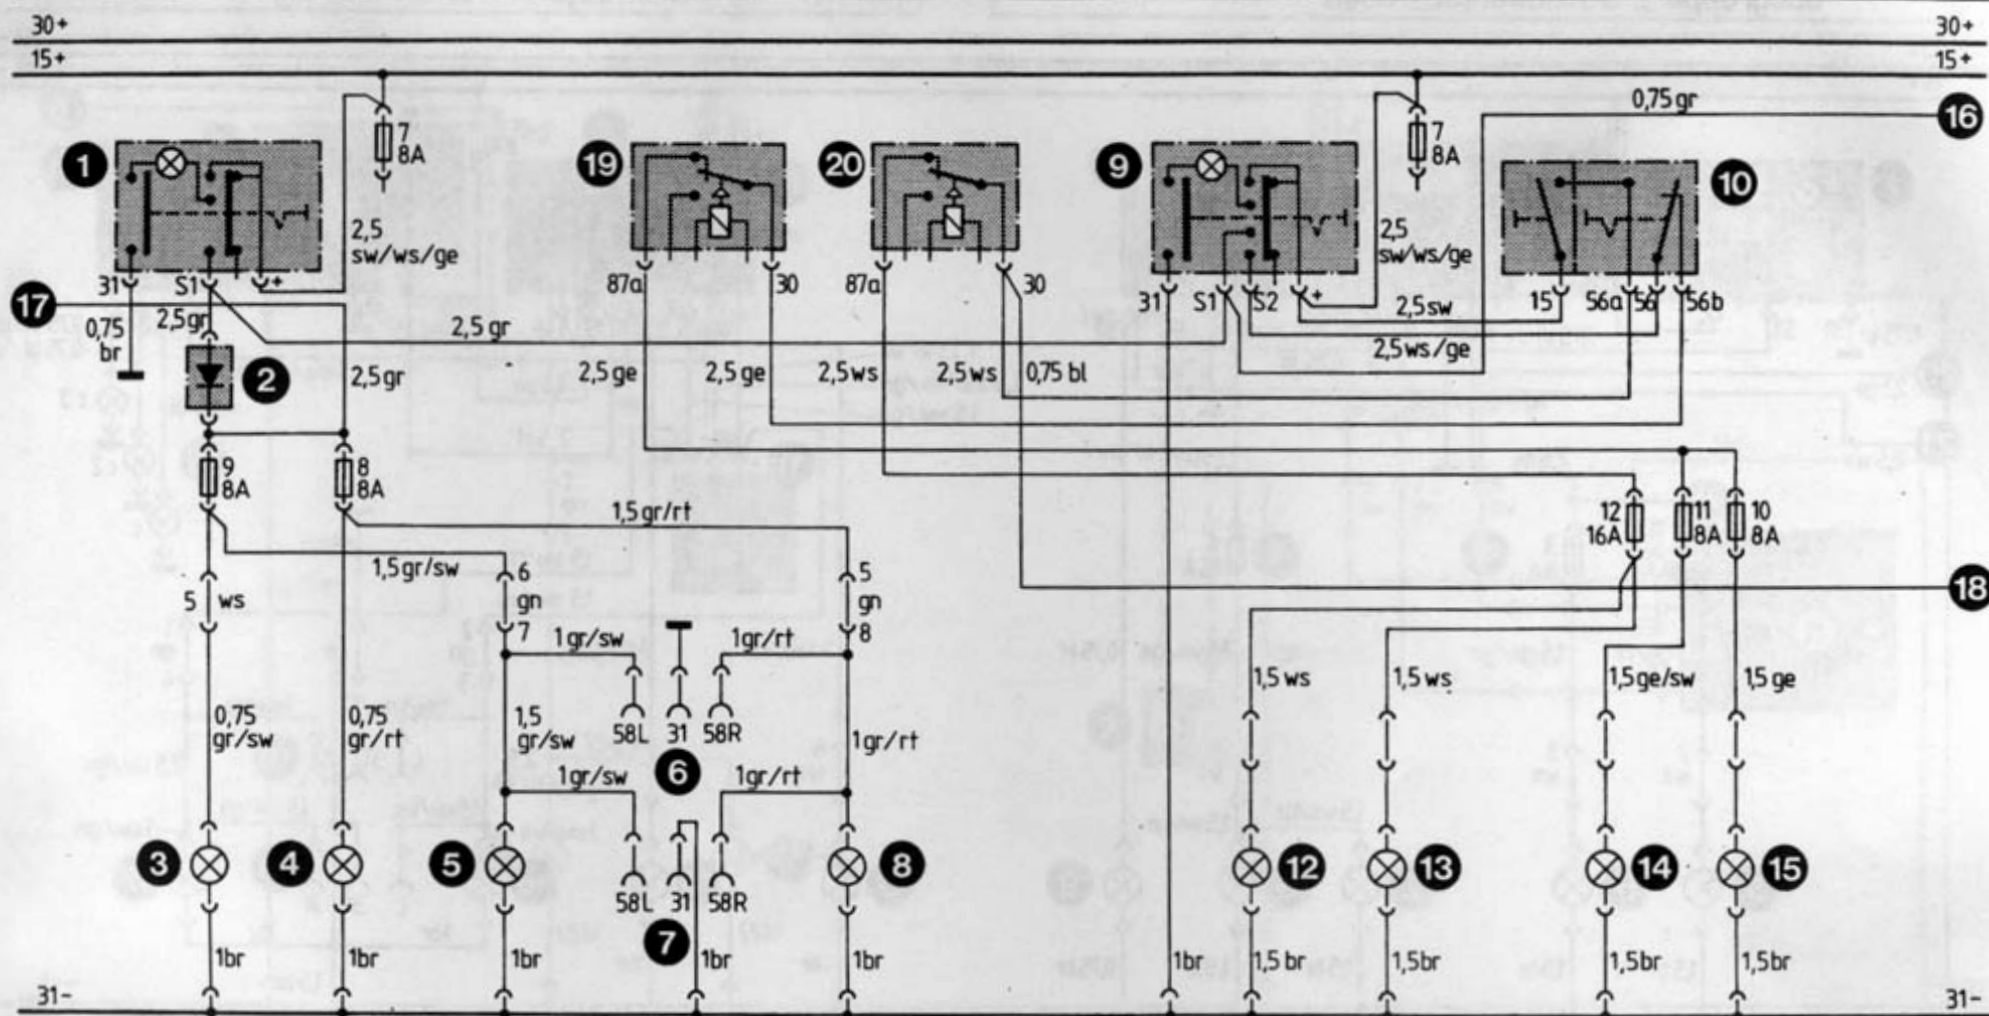 30+ 30+
15+ 15+
0,75 gr 16
1 7 8A 19 20 9 7 8A 10
2,5 sw/ws/ge 2,5 sw/ws/ge
31 S1 + 87a 30 87a 30 31 S1 S2 + 15 56a 56 56b
17 2,5 sw
0,75 br 2,5 gr 2,5 gr 2,5 ws/ge
2 2,5 gr 2,5 ge 2,5 ge 2,5 ws 2,5 ws 0,75 bl
9 8A 8 8A
1,5 gr/rt 12 16A 11 8A 10 8A
1,5 gr/sw 6 5
5 ws gn gn 18
7 8
1 gr/sw 1gr/rt
1,5 ws 1,5 ws 1,5 ge/sw 1,5 ge
0,75 gr/sw 0,75 gr/rt 1,5 gr/sw 58L 31 58R 1gr/rt
6
1gr/sw 1gr/rt
3 4 5 8 12 13 14 15
58L 31 58R
7
1br 1br 1br 1br 1br 1br 1,5 br 1,5br 1,5br 1,5br
31- 31-